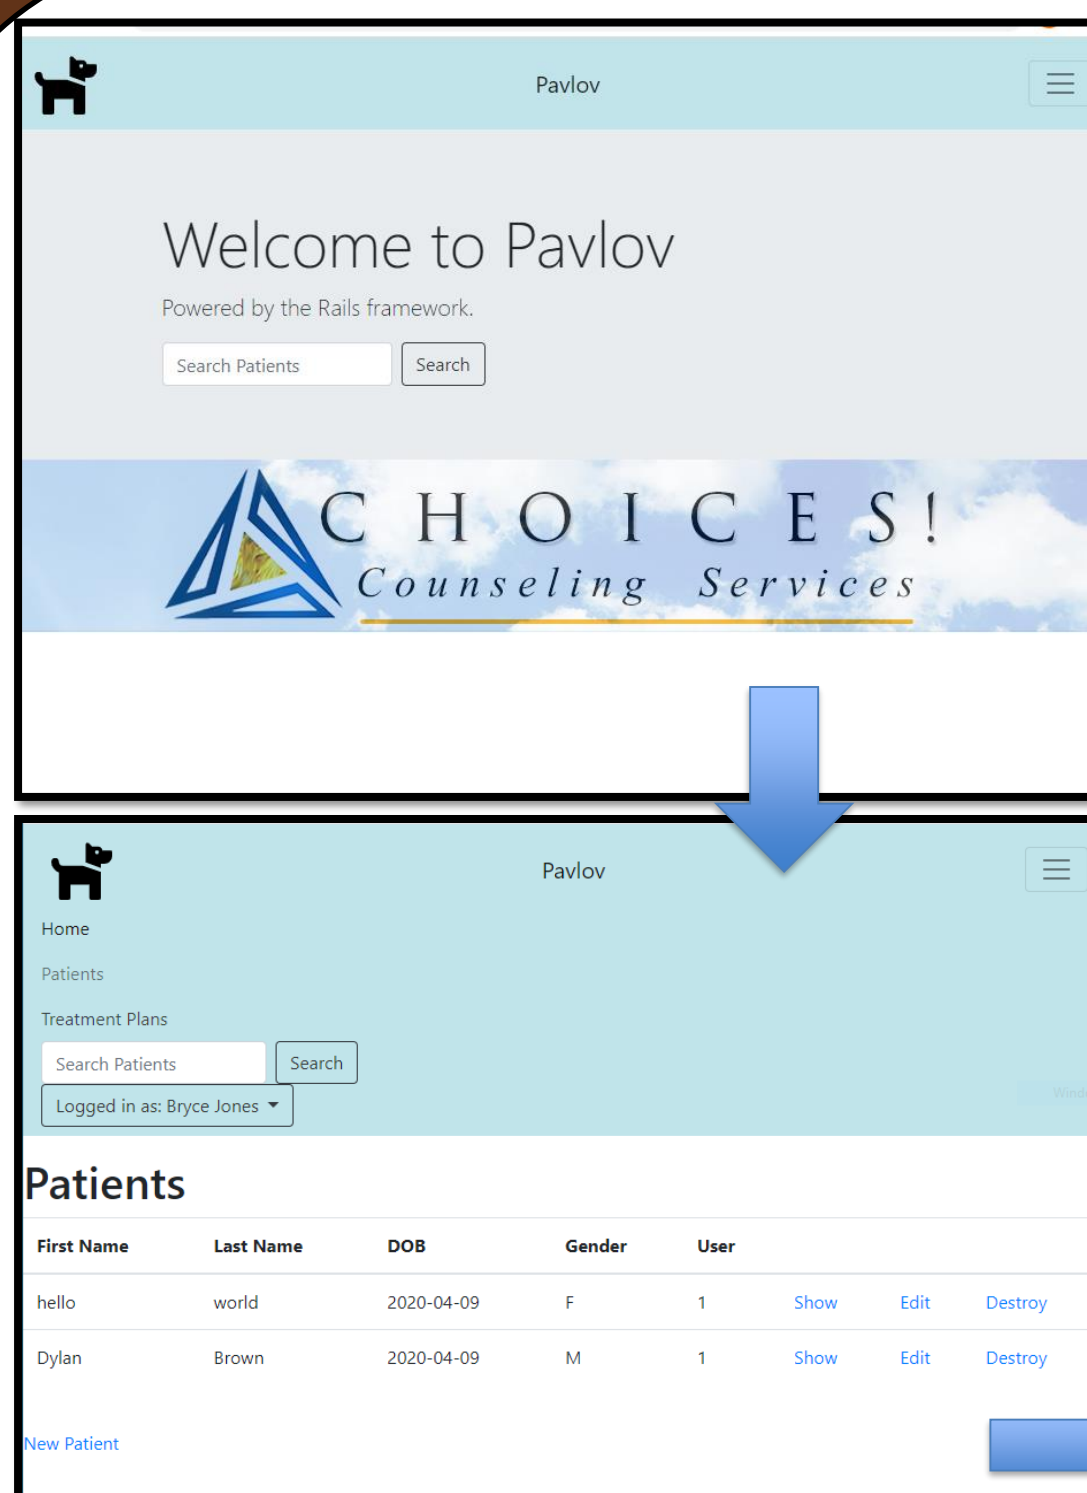 Pavlov
Welcome to Pavlov
Powered by the Rails framework.
Search Patients Search
CHOICES!
Counseling Services
Pavlov
Home
Patients
Treatment Plans
Search Patients Search
Logged in as: Bryce Jones
Patients
First Name Last Name DOB Gender User
hello world 2020-04-09 F 1 Show Edit Destroy
Dylan Brown 2020-04-09 M 1 Show Edit Destroy
New Patient